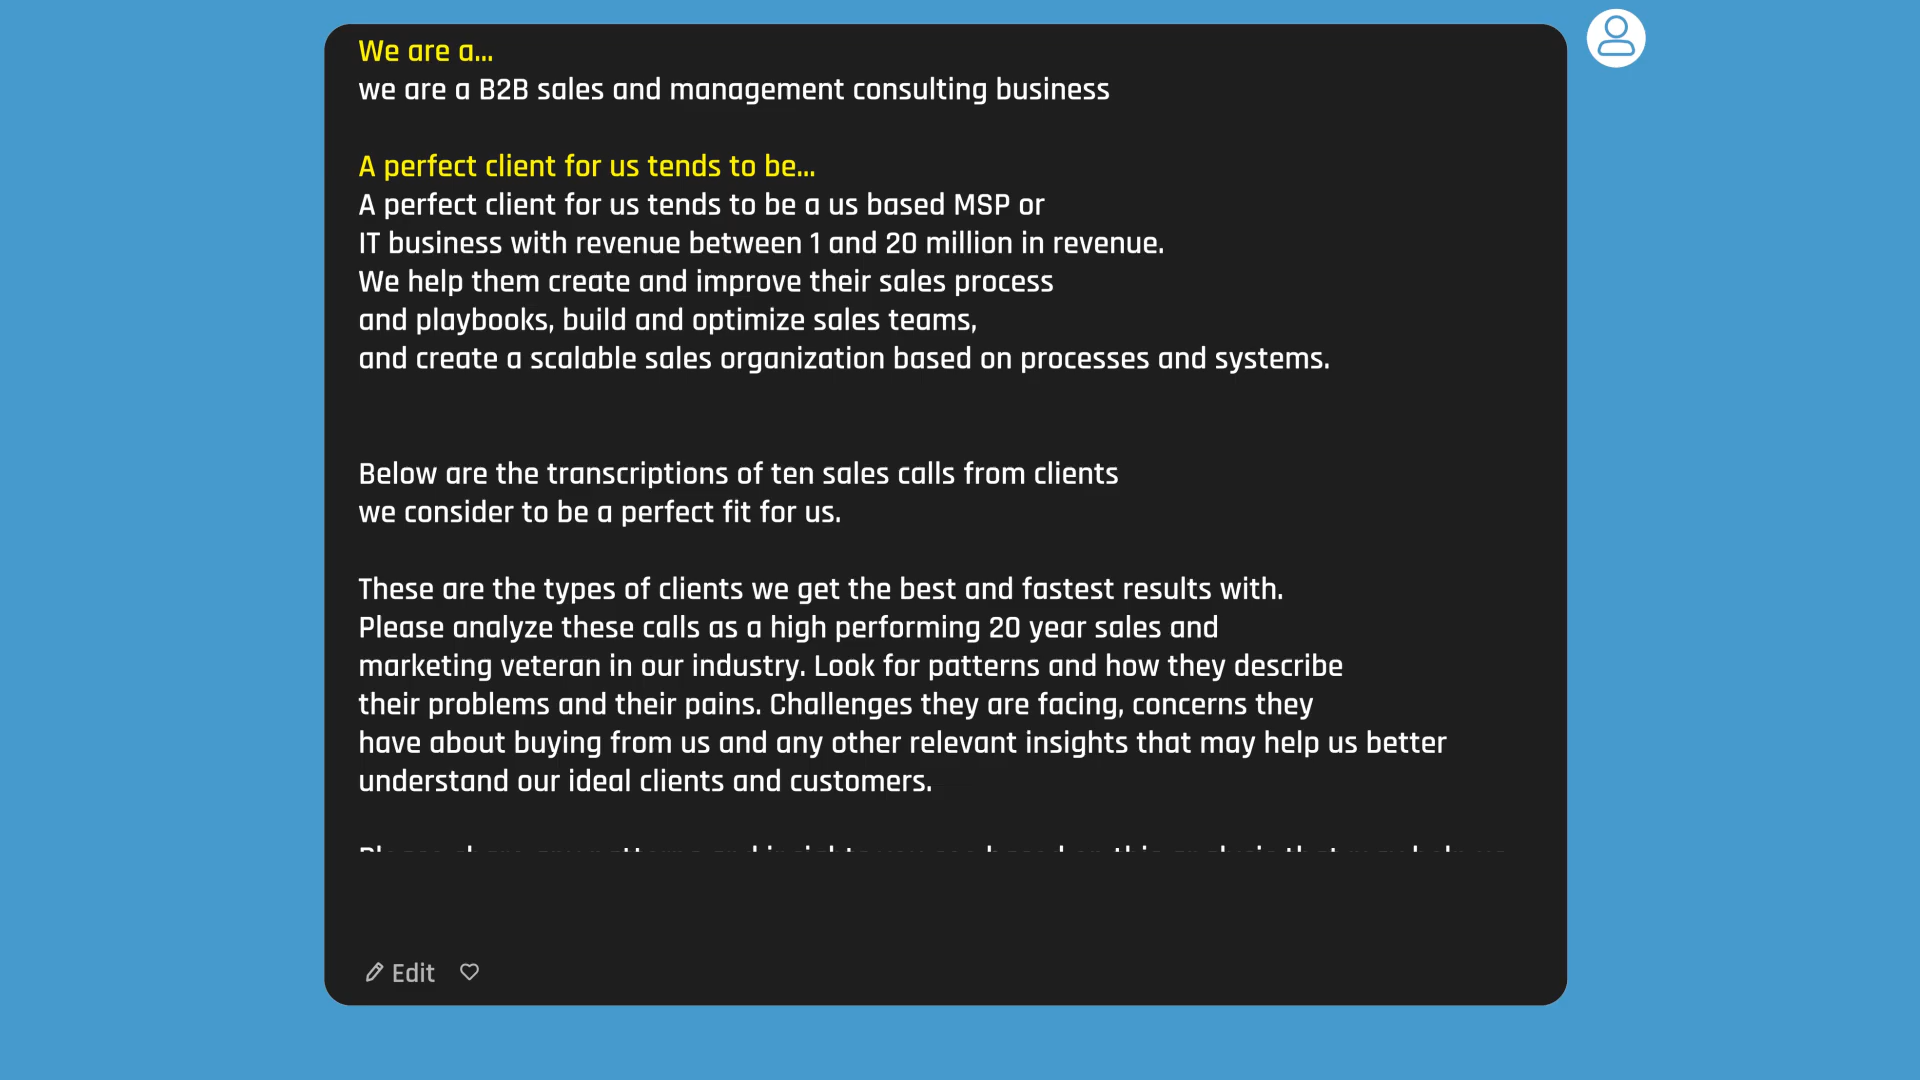 We are a...
we are a B2B sales and management consulting business
A perfect client for us tends to be...
A perfect client for us tends to be a us based MSP or
IT business with revenue between 1 and 20 million in revenue.
We help them create and improve their sales process
and playbooks, build and optimize sales teams,
and create a scalable sales organization based on processes and systems.
Below are the transcriptions of ten sales calls from clients
we consider to be a perfect fit for us.
These are the types of clients we get the best and fastest results with.
Please analyze these calls as a high performing 20 year sales and
marketing veteran in our industry. Look for patterns and how they describe
their problems and their pains. Challenges they are facing, concerns they
have about buying from us and any other relevant insights that may help us better
understand our ideal clients and customers.
Edit